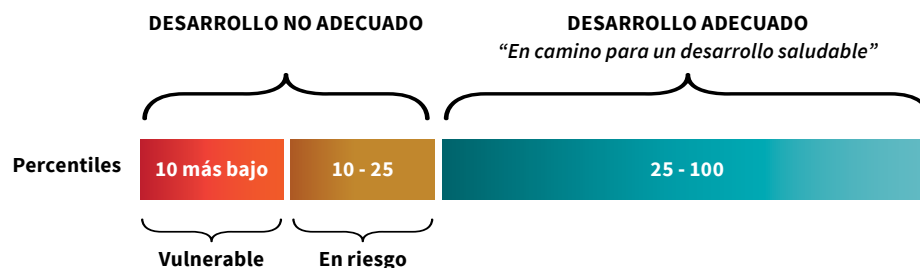 DESARROLLO NO ADECUADO
DESARROLLO ADECUADO
“En camino para un desarrollo saludable”
Percentiles
10 más bajo
10 - 25
25 - 100
Vulnerable
En riesgo